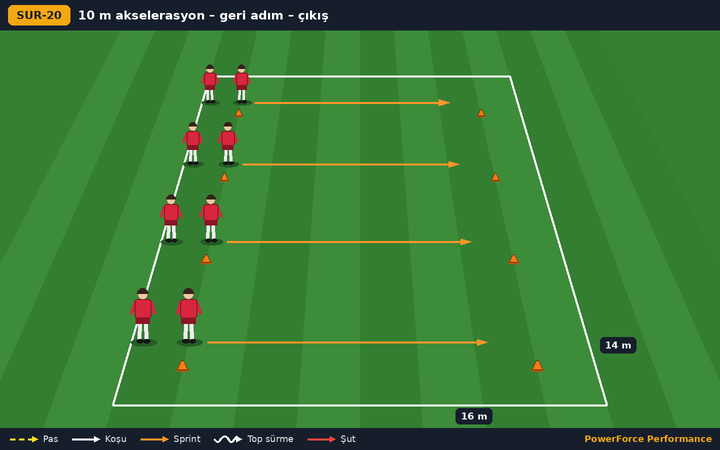 SUR-20 10 m akselerasyon – geri adım – çıkış
14 m
16 m
Pas Koşu Sprint Top sürme Şut PowerForce Performance